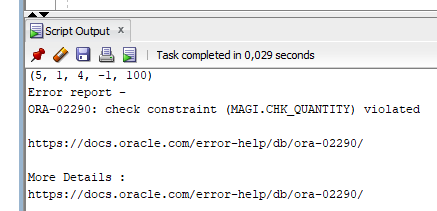 Script Output x
Task completed in 0,029 seconds
(5, 1, 4, -1, 100)
Error report -
ORA-02290: check constraint (MAGI.CHK_QUANTITY) violated
https://docs.oracle.com/error-help/db/ora-02290/
More Details :
https://docs.oracle.com/error-help/db/ora-02290/